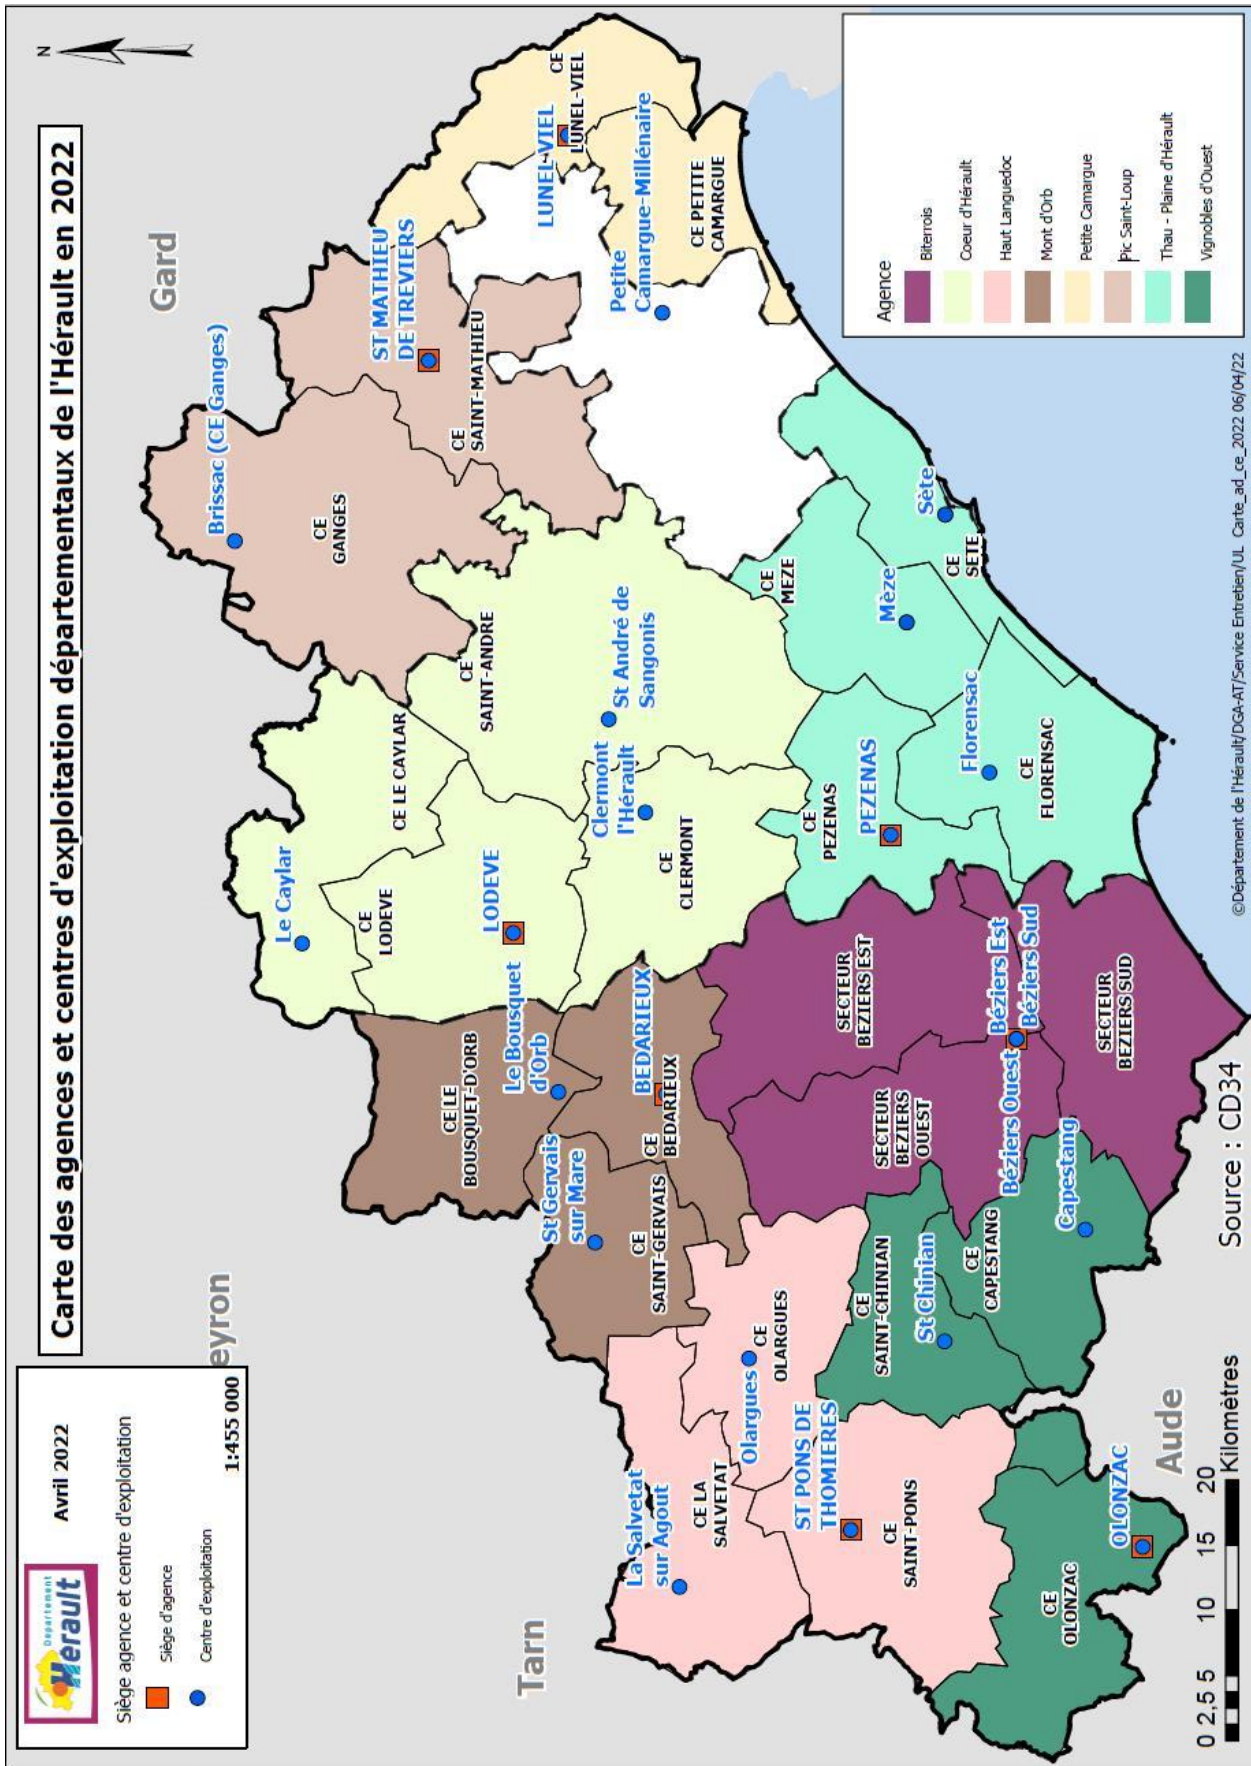 Carte des agences et centres d'exploitation départementaux de l'Hérault en 2022
N
Département
Hérault
Avril 2022
Siège agence et centre d'exploitation
Siège d'agence
Centre d'exploitation
1:455 000
eyron
Gard
Tarn
Aude
Brissac (CE Ganges)
CE
GANGES
ST MATHIEU
DE TREVIERS
CE
SAINT-MATHIEU
LUNEL-VIEL
CE
LUNEL-VIEL
Petite
Camargue-Millénaire
CE PETITE
CAMARGUE
Le Caylar
CE LE CAYLAR
CE
LODEVE
LODEVE
CE
SAINT-ANDRE
St André de
Sangonis
Clermont
l'Hérault
CE
CLERMONT
CE LE
BOUSQUET-D'ORB
Le Bousquet
d'Orb
BEDARIEUX
CE
BEDARIEUX
St Gervais
sur Mare
CE
SAINT-GERVAIS
La Salvetat
sur Agout
CE LA
SALVETAT
Olargues
CE
OLARGUES
ST PONS DE
THOMIERES
CE
SAINT-PONS
CE
SAINT-CHINIAN
St Chinian
CE
CAPESTANG
Capestang
CE
OLONZAC
OLONZAC
SECTEUR
BEZIERS EST
SECTEUR
BEZIERS
OUEST
Béziers Ouest
Béziers Est
Béziers Sud
SECTEUR
BEZIERS SUD
CE
PEZENAS
PEZENAS
CE
MEZE
Mèze
Sète
CE
SETE
Florensac
CE
FLORENSAC
Agence
Biterrois
Coeur d'Hérault
Haut Languedoc
Mont d'Orb
Petite Camargue
Pic Saint-Loup
Thau - Plaine d'Hérault
Vignobles d'Ouest
0 2,5 5 10 15 20
Kilomètres
Source : CD34
©Département de l'Hérault/DGA-AT/Service Entretien/UL Carte_ad_ce_2022 06/04/22